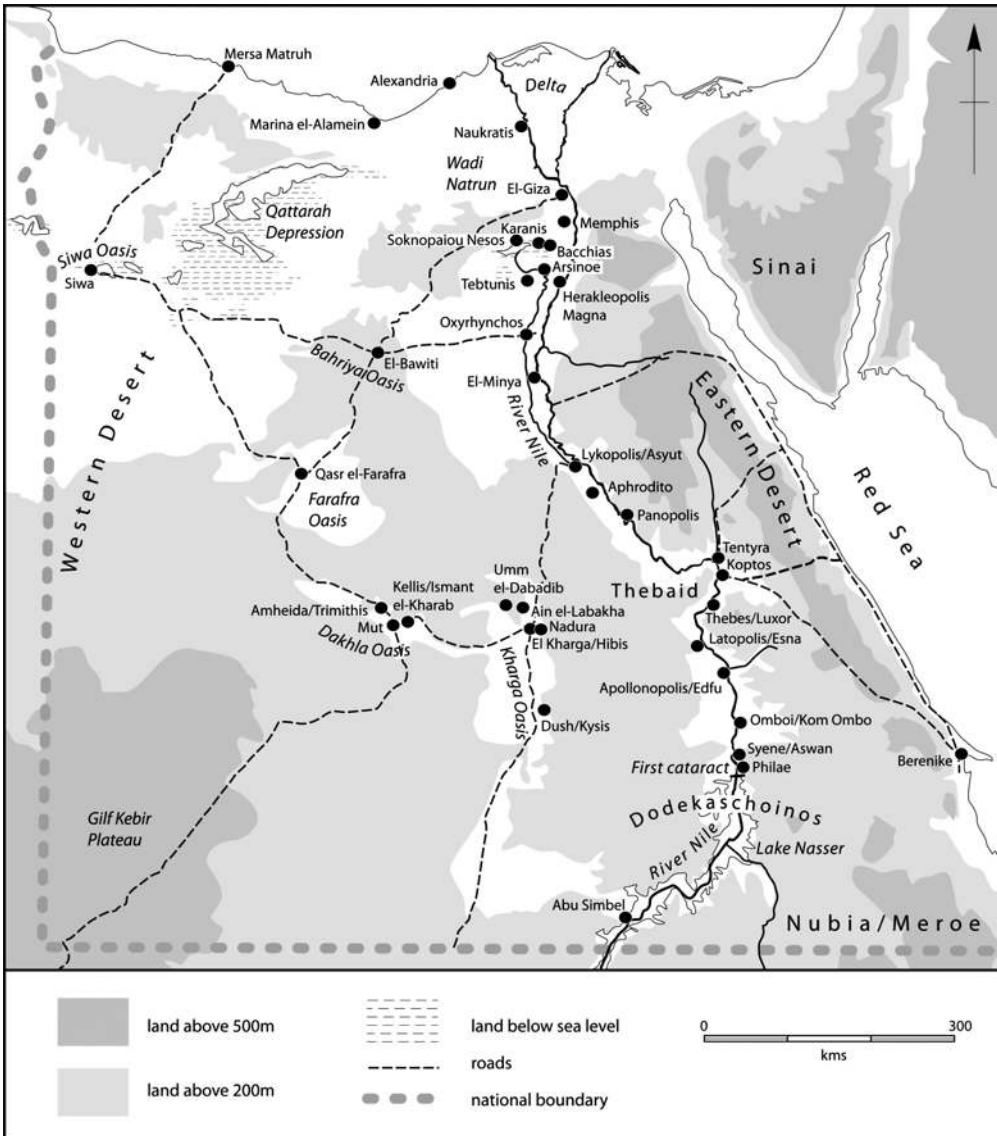 Mersa Matruh
Alexandria
Delta
Marina el-Alamein
Naukratis
Wadi
Natrun
El-Giza
Qattarah
Depression
Memphis
Karanis
Soknopaiou Nesos
Bacchias
Siwa Oasis
Siwa
Arsinoe
Tebtunis
Herakleopolis
Magna
Sinai
Oxyrhynchos
El-Bawiti
Bahriya Oasis
El-Minya
River Nile
Western Desert
Eastern Desert
Red Sea
Lykopolis/Asyut
Qasr el-Farafra
Farafra
Oasis
Aphrodito
Panopolis
Tentyra
Koptos
Umm
el-Dabadib
Kellis/Ismant
el-Kharab
Thebaid
Amheida/Trimithis
Ain el-Labakha
Thebes/Luxor
Mut
Nadura
Dakhla Oasis
El Kharga/Hibis
Latopolis/Esna
Kharga Oasis
Apollonopolis/Edfu
Dush/Kysis
Omboi/Kom Ombo
Syene/Aswan
First cataract
Philae
Berenike
Dodekaschoinos
Gilf Kebir
Plateau
River Nile
Lake Nasser
Abu Simbel
Nubia/Meroe
land above 500m
land below sea level
0 300
kms
roads
land above 200m
national boundary